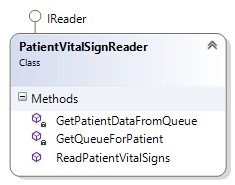 IReader
PatientVitalSignReader
Class
Methods
GetPatientDataFromQueue
GetQueueForPatient
ReadPatientVitalSigns